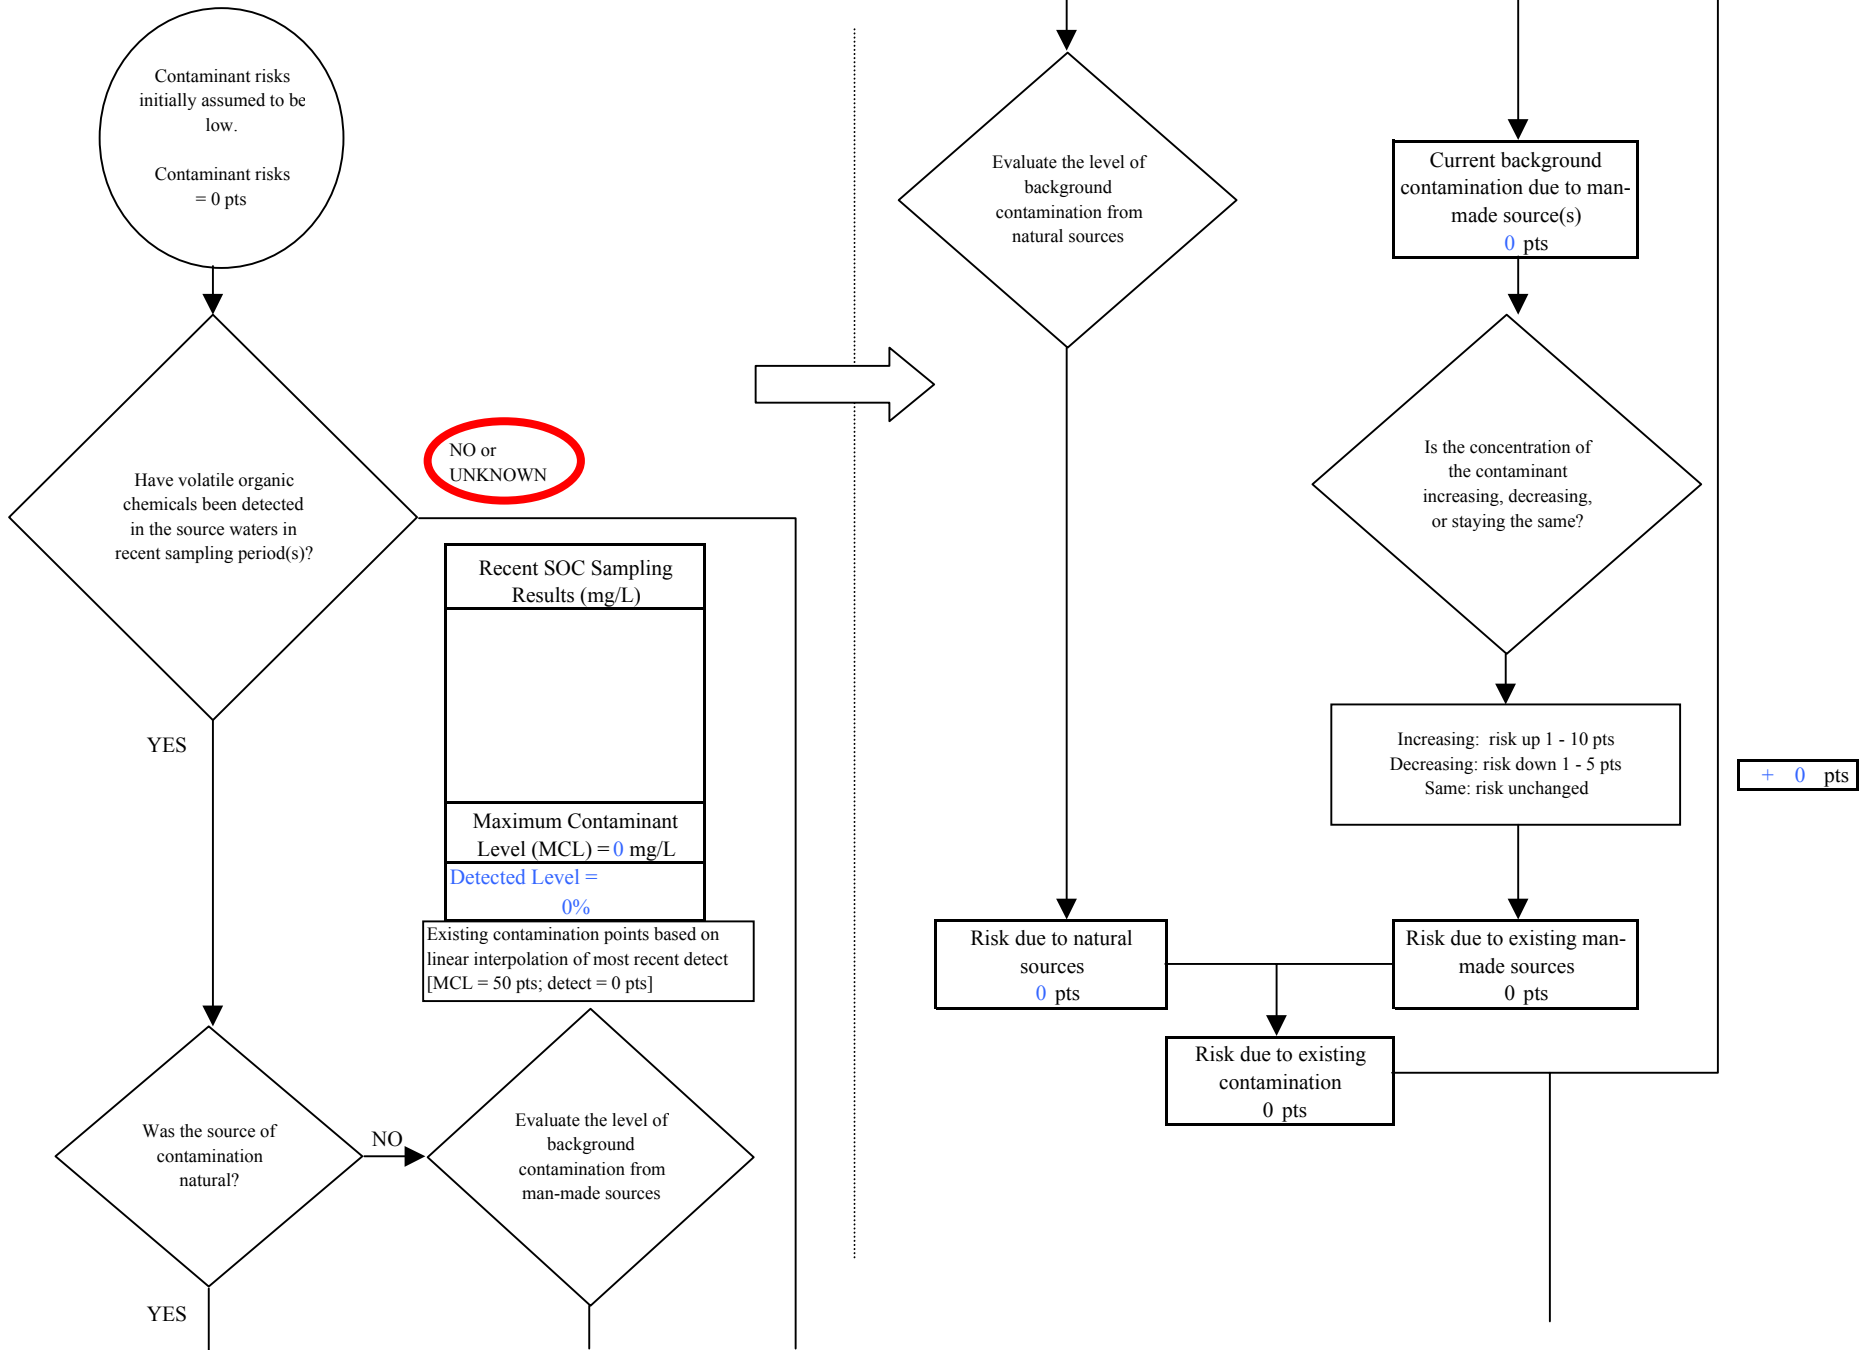 Contaminant risks
initially assumed to be
low.
Contaminant risks
= 0 pts
Have volatile organic
chemicals been detected
in the source waters in
recent sampling period(s)?
NO or
UNKNOWN
YES
Recent SOC Sampling
Results (mg/L)
Maximum Contaminant
Level (MCL) = 0 mg/L
Detected Level =
0%
Existing contamination points based on
linear interpolation of most recent detect
[MCL = 50 pts; detect = 0 pts]
Was the source of
contamination
natural?
NO
Evaluate the level of
background
contamination from
man-made sources
YES
Evaluate the level of
background
contamination from
natural sources
Current background
contamination due to man-
made source(s)
0 pts
Is the concentration of
the contaminant
increasing, decreasing,
or staying the same?
Increasing: risk up 1 - 10 pts
Decreasing: risk down 1 - 5 pts
Same: risk unchanged
+ 0 pts
Risk due to natural
sources
0 pts
Risk due to existing man-
made sources
0 pts
Risk due to existing
contamination
0 pts